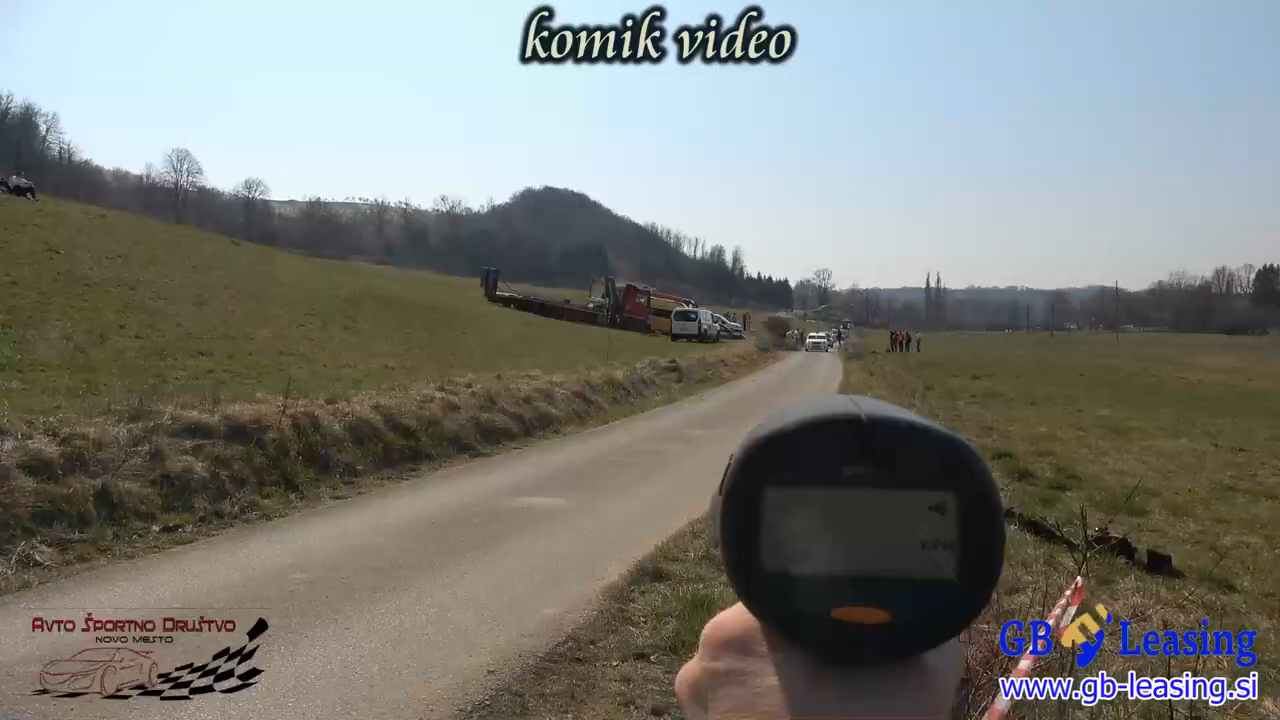 komik video
AVTO ŠPORTNO DRUŠTVO
NOVO MESTO
GB Leasing
www.gb-leasing.si